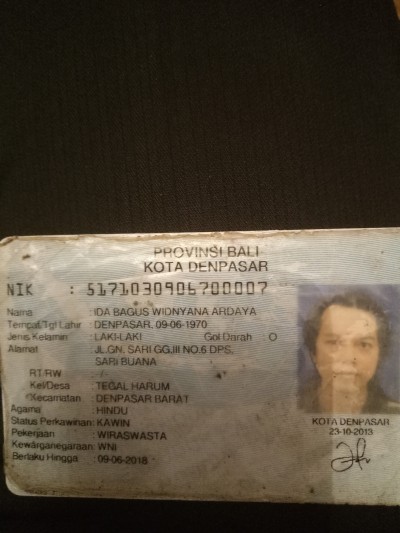 PROVINSI BALI
KOTA DENPASAR
NIK : 5171030906700007
Nama : IDA BAGUS WIDNYANA ARDAYA
Tempat/Tgl Lahir : DENPASAR, 09-06-1970
Jenis Kelamin : LAKI-LAKI Gol Darah O
Alamat : JL.GN. SARI GG.III NO.6 DPS,
SARI BUANA
RT/RW : -/-
Kel/Desa : TEGAL HARUM
Kecamatan : DENPASAR BARAT
Agama : HINDU
Status Perkawinan: KAWIN
Pekerjaan : WIRASWASTA
Kewarganegaraan: WNI
Berlaku Hingga : 09-06-2018
KOTA DENPASAR
23-10-2013